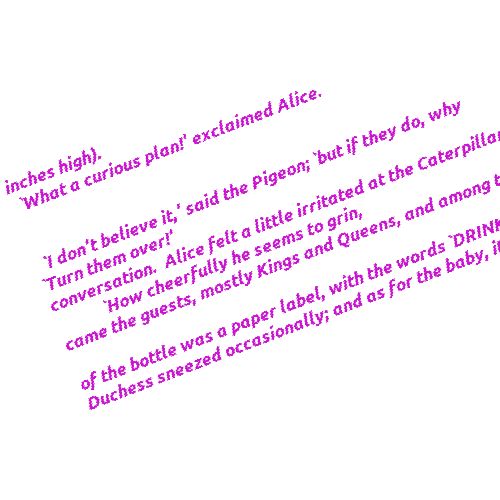 inches high).
`What a curious plan!' exclaimed Alice.
`I don't believe it,' said the Pigeon; `but if they do, why
`Turn them over!'
conversation. Alice felt a little irritated at the Caterpillar
`How cheerfully he seems to grin,
came the guests, mostly Kings and Queens, and among
of the bottle was a paper label, with the words `DRINK
Duchess sneezed occasionally; and as for the baby,